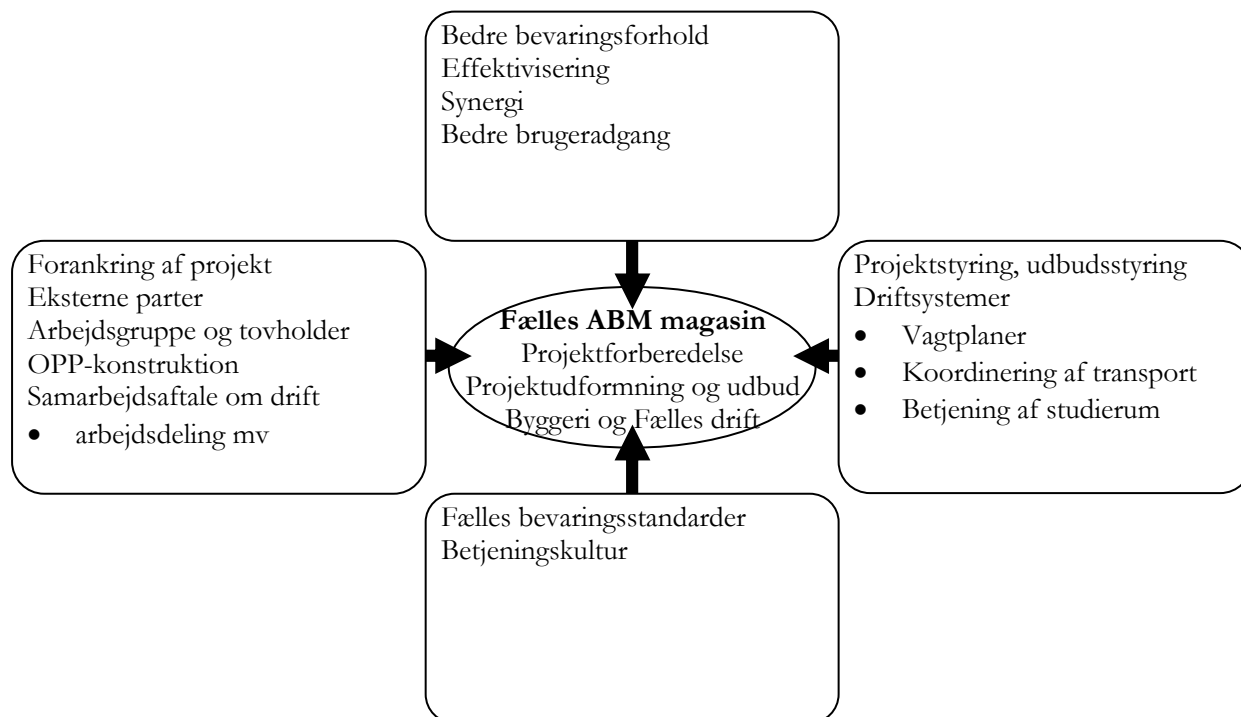 Bedre bevaringsforhold
Effektivisering
Synergi
Bedre brugeradgang
Forankring af projekt
Eksterne parter
Arbejdsgruppe og tovholder
OPP-konstruktion
Samarbejdsaftale om drift
• arbejdsdeling mv
Fælles ABM magasin
Projektforberedelse
Projektudformning og udbud
Byggeri og Fælles drift
Projektstyring, udbudsstyring
Driftsystemer
• Vagtplaner
• Koordinering af transport
• Betjening af studierum
Fælles bevaringsstandarder
Betjeningskultur